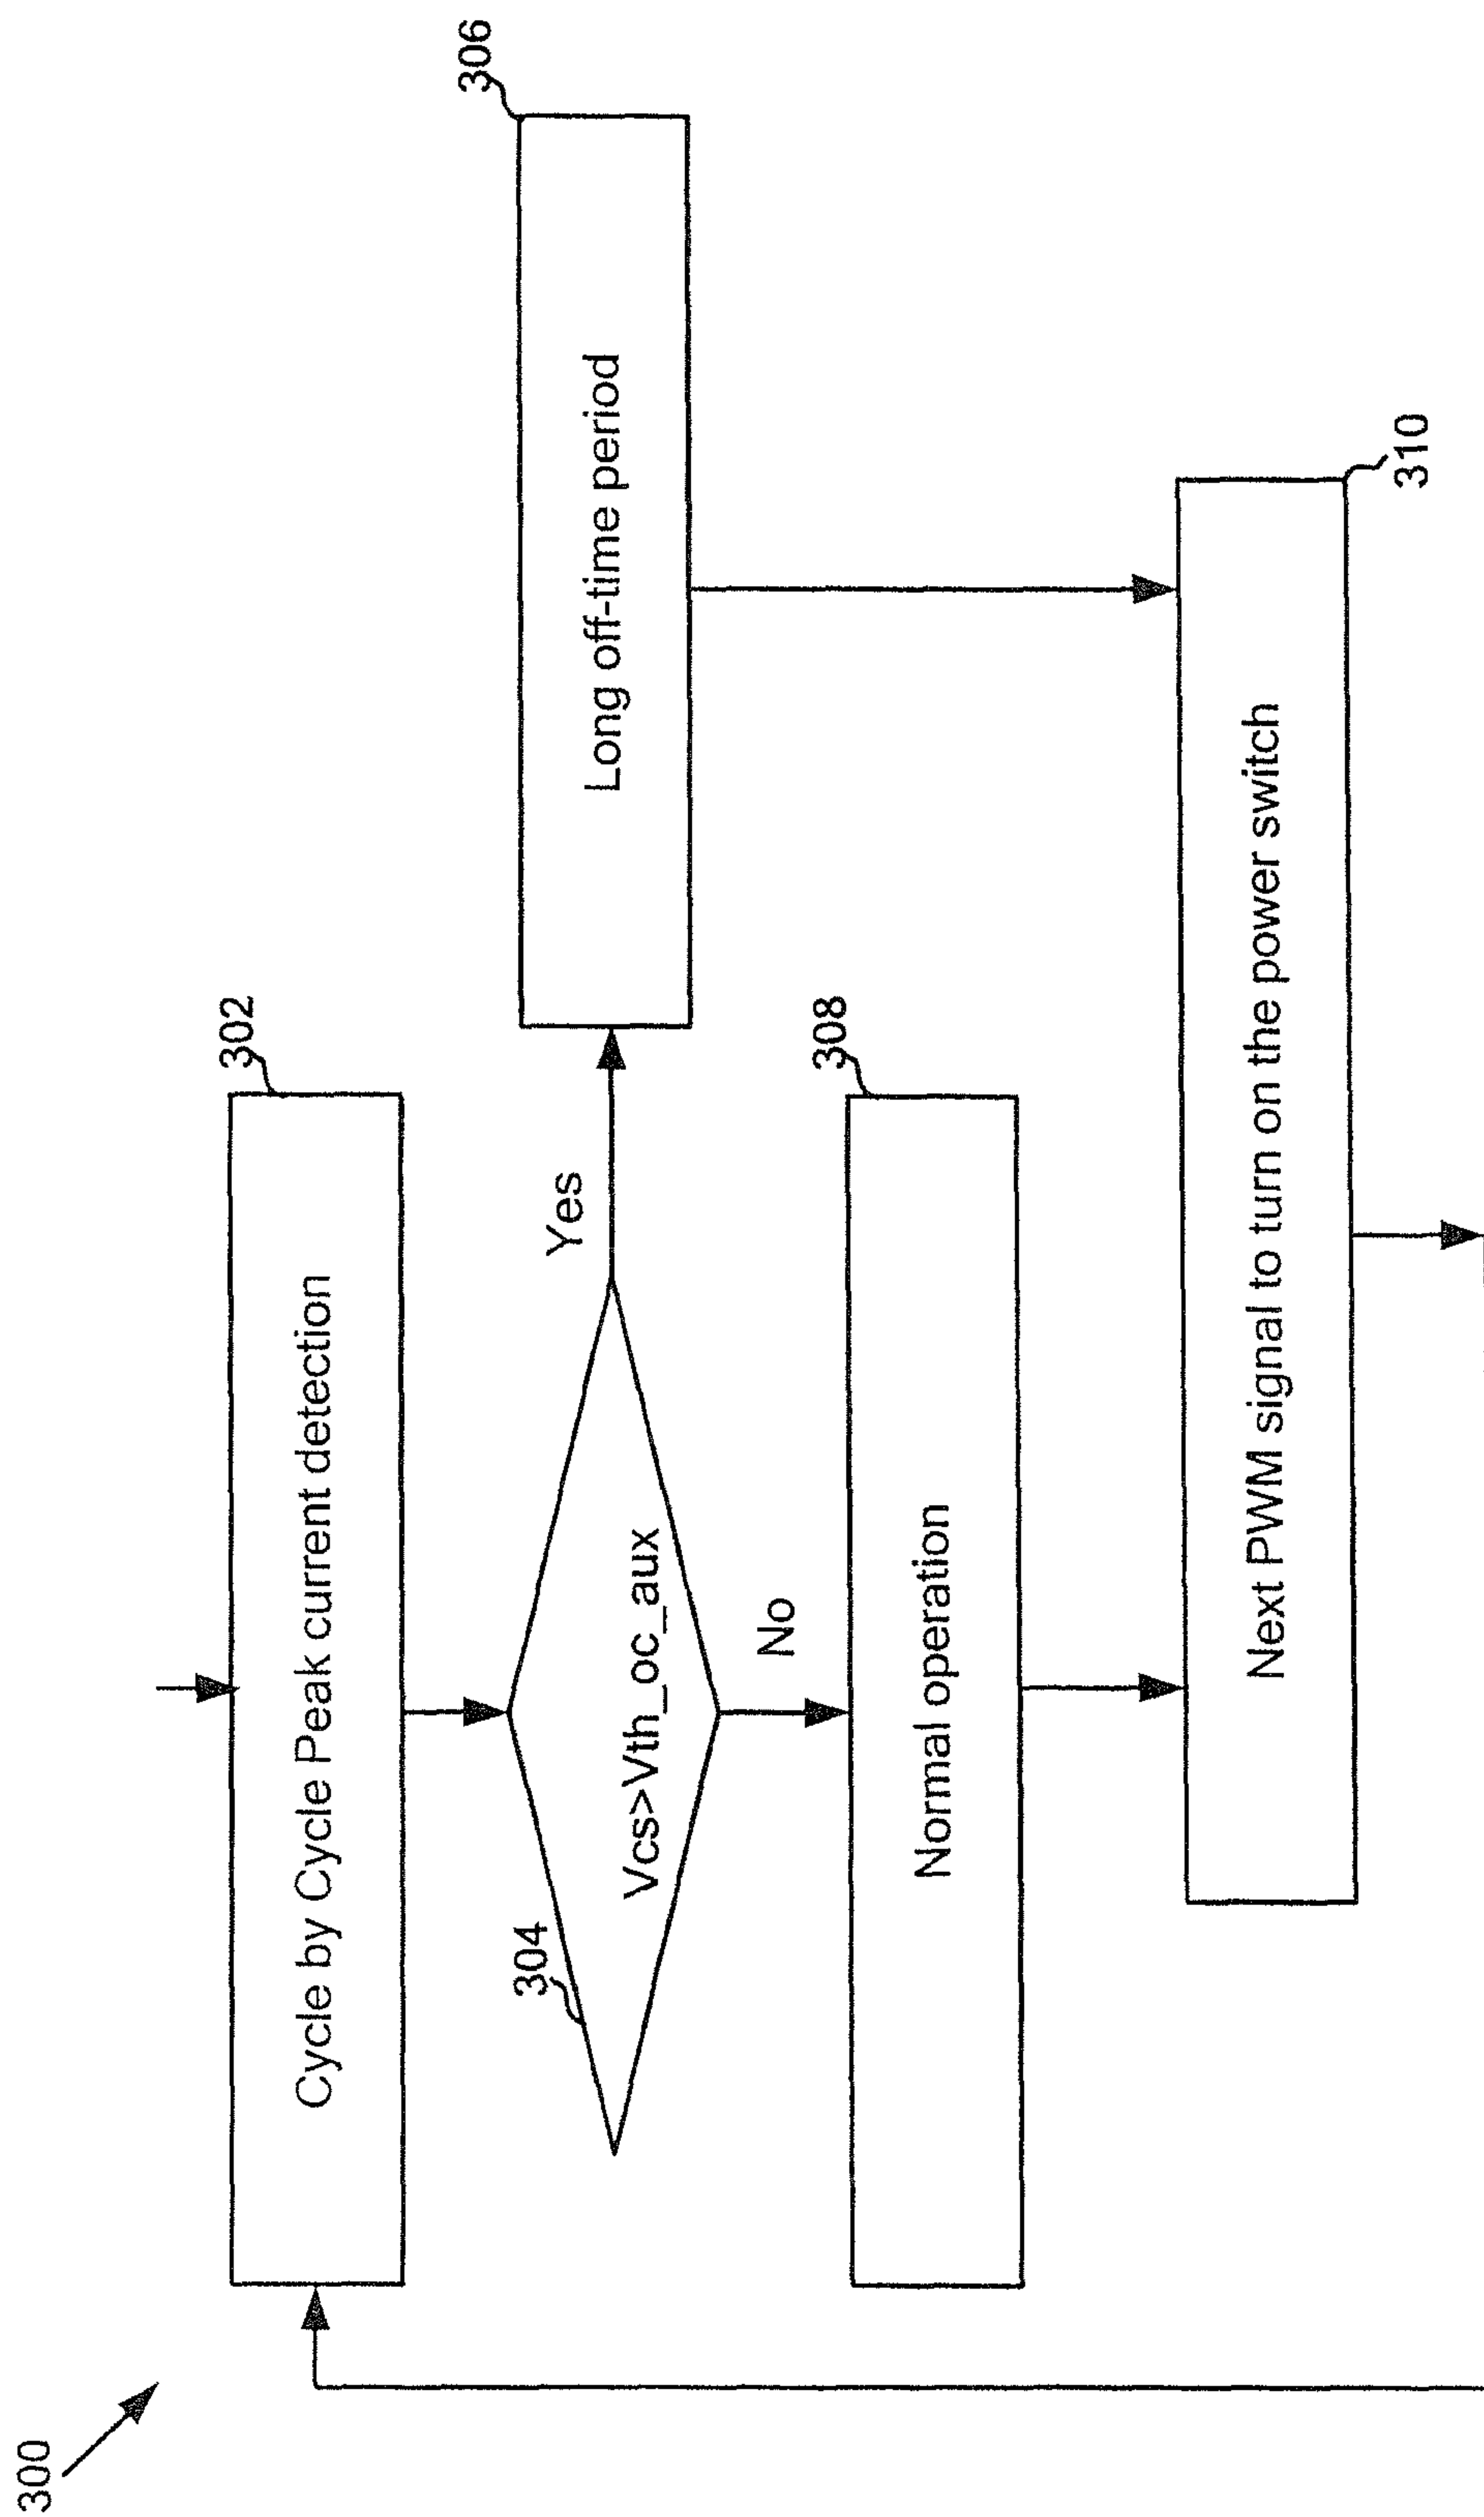 300
302
Cycle by Cycle Peak current detection
304
Vcs>Vth_oc_aux
Yes
306
Long off-time period
No
308
Normal operation
Next PWM signal to turn on the power switch
310